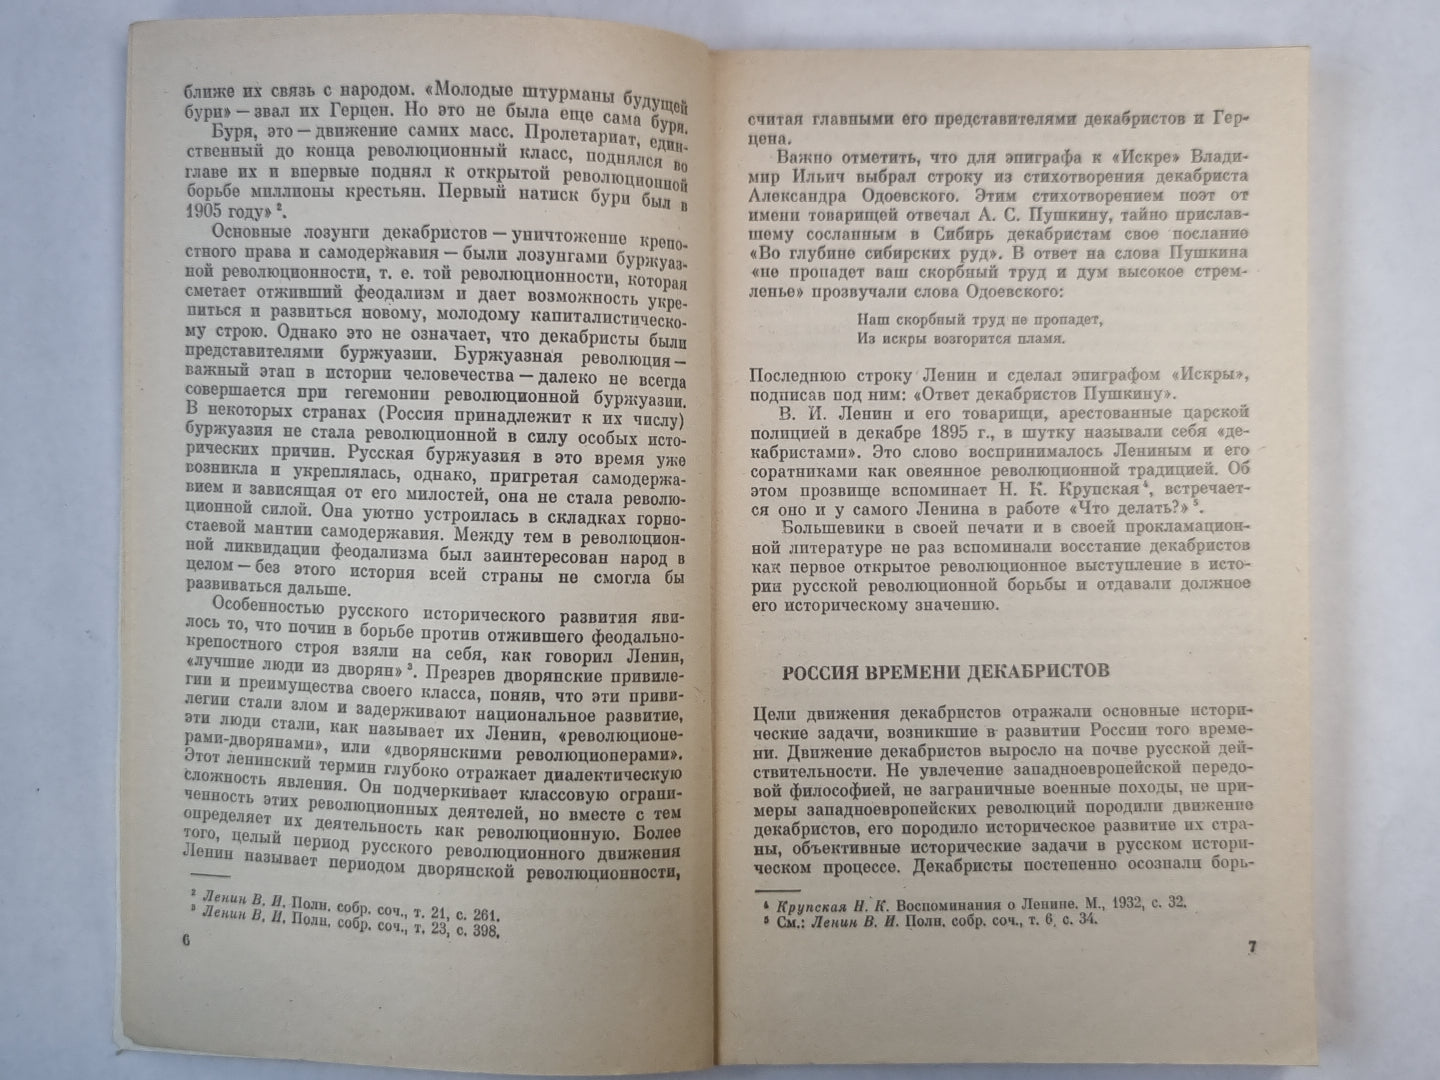 ближе их связь с народом. «Молодые штурманы будущей
бури» — звал их Герцен. Но это не была еще сама буря.
Буря, это — движение самих масс. Пролетариат, един-
ственный до конца революционный класс, поднялся во
главе их и впервые поднял к открытой революционной
борьбе миллионы крестьян. Первый натиск бури был в
1905 году» ².
Основные лозунги декабристов — уничтожение крепо-
стного права и самодержавия — были лозунгами буржуаз-
ной революционности, т. е. той революционности, которая
сметает отживший феодализм и дает возможность укре-
питься и развиться новому, молодому капиталистическо-
му строю. Однако это не означает, что декабристы были
представителями буржуазии. Буржуазная революция —
важный этап в истории человечества — далеко не всегда
совершается при гегемонии революционной буржуазии.
В некоторых странах (Россия принадлежит к их числу)
буржуазия не стала революционной в силу особых исто-
рических причин. Русская буржуазия в это время уже
возникла и укреплялась, однако, пригретая самодержа-
вием и зависящая от его милостей, она не стала револю-
ционной силой. Она уютно устроилась в складках горно-
стаевой мантии самодержавия. Между тем в революцион-
ной ликвидации феодализма был заинтересован народ в
целом — без этого история всей страны не смогла бы
развиваться дальше.
Особенностью русского исторического развития яви-
лось то, что почин в борьбе против отжившего феодально-
крепостного строя взяли на себя, как говорил Ленин,
«лучшие люди из дворян» ³. Презрев дворянские привиле-
гии и преимущества своего класса, поняв, что эти приви-
легии стали злом и задерживают национальное развитие,
эти люди стали, как называет их Ленин, «революционе-
рами-дворянами», или «дворянскими революционерами».
Этот ленинский термин глубоко отражает диалектическую
сложность явления. Он подчеркивает классовую ограни-
ченность этих революционных деятелей, но вместе с тем
определяет их деятельность как революционную. Более
того, целый период русского революционного движения
Ленин называет периодом дворянской революционности,
² Ленин В. И. Полн. собр. соч., т. 21, с. 261.
³ Ленин В. И. Полн. собр. соч., т. 23, с. 398.
6
считая главными его представителями декабристов и Гер-
цена.
Важно отметить, что для эпиграфа к «Искре» Влади-
мир Ильич выбрал строку из стихотворения декабриста
Александра Одоевского. Этим стихотворением поэт от
имени товарищей отвечал А. С. Пушкину, тайно прислав-
шему сосланным в Сибирь декабристам свое послание
«Во глубине сибирских руд». В ответ на слова Пушкина
«не пропадет ваш скорбный труд и дум высокое стрем-
ленье» прозвучали слова Одоевского:
Наш скорбный труд не пропадет,
Из искры возгорится пламя.
Последнюю строку Ленин и сделал эпиграфом «Искры»,
подписав под ним: «Ответ декабристов Пушкину».
В. И. Ленин и его товарищи, арестованные царской
полицией в декабре 1895 г., в шутку называли себя «де-
кабристами». Это слово воспринималось Лениным и его
соратниками как овеянное революционной традицией. Об
этом прозвище вспоминает Н. К. Крупская ⁴, встречает-
ся оно и у самого Ленина в работе «Что делать?» ⁵.
Большевики в своей печати и в своей прокламацион-
ной литературе не раз вспоминали восстание декабристов
как первое открытое революционное выступление в исто-
рии русской революционной борьбы и отдавали должное
его историческому значению.
РОССИЯ ВРЕМЕНИ ДЕКАБРИСТОВ
Цели движения декабристов отражали основные истори-
ческие задачи, возникшие в развитии России того време-
ни. Движение декабристов выросло на почве русской дей-
ствительности. Не увлечение западноевропейской передо-
вой философией, не заграничные военные походы, не при-
меры западноевропейских революций породили движение
декабристов, его породило историческое развитие их стра-
ны, объективные исторические задачи в русском истори-
ческом процессе. Декабристы постепенно осознали борь-
⁴ Крупская Н. К. Воспоминания о Ленине. М., 1932, с. 32.
⁵ См.: Ленин В. И. Полн. собр. соч., т. 6, с. 34.
7